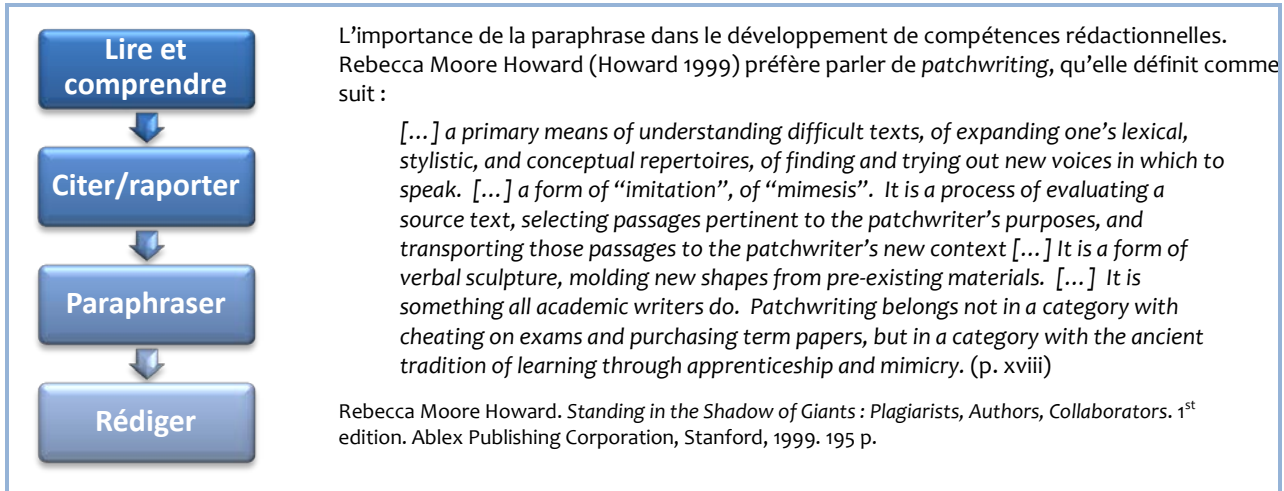 Lire et
comprendre
Citer/raporter
Paraphraser
Rédiger
L'importance de la paraphrase dans le développement de compétences rédactionnelles.
Rebecca Moore Howard (Howard 1999) préfère parler de patchwriting, qu'elle définit comme
suit :
[…] a primary means of understanding difficult texts, of expanding one's lexical,
stylistic, and conceptual repertoires, of finding and trying out new voices in which to
speak. […] a form of "imitation", of "mimesis". It is a process of evaluating a
source text, selecting passages pertinent to the patchwriter's purposes, and
transporting those passages to the patchwriter's new context […] It is a form of
verbal sculpture, molding new shapes from pre-existing materials. […] It is
something all academic writers do. Patchwriting belongs not in a category with
cheating on exams and purchasing term papers, but in a category with the ancient
tradition of learning through apprenticeship and mimicry. (p. xviii)
Rebecca Moore Howard. Standing in the Shadow of Giants : Plagiarists, Authors, Collaborators. 1st
edition. Ablex Publishing Corporation, Stanford, 1999. 195 p.